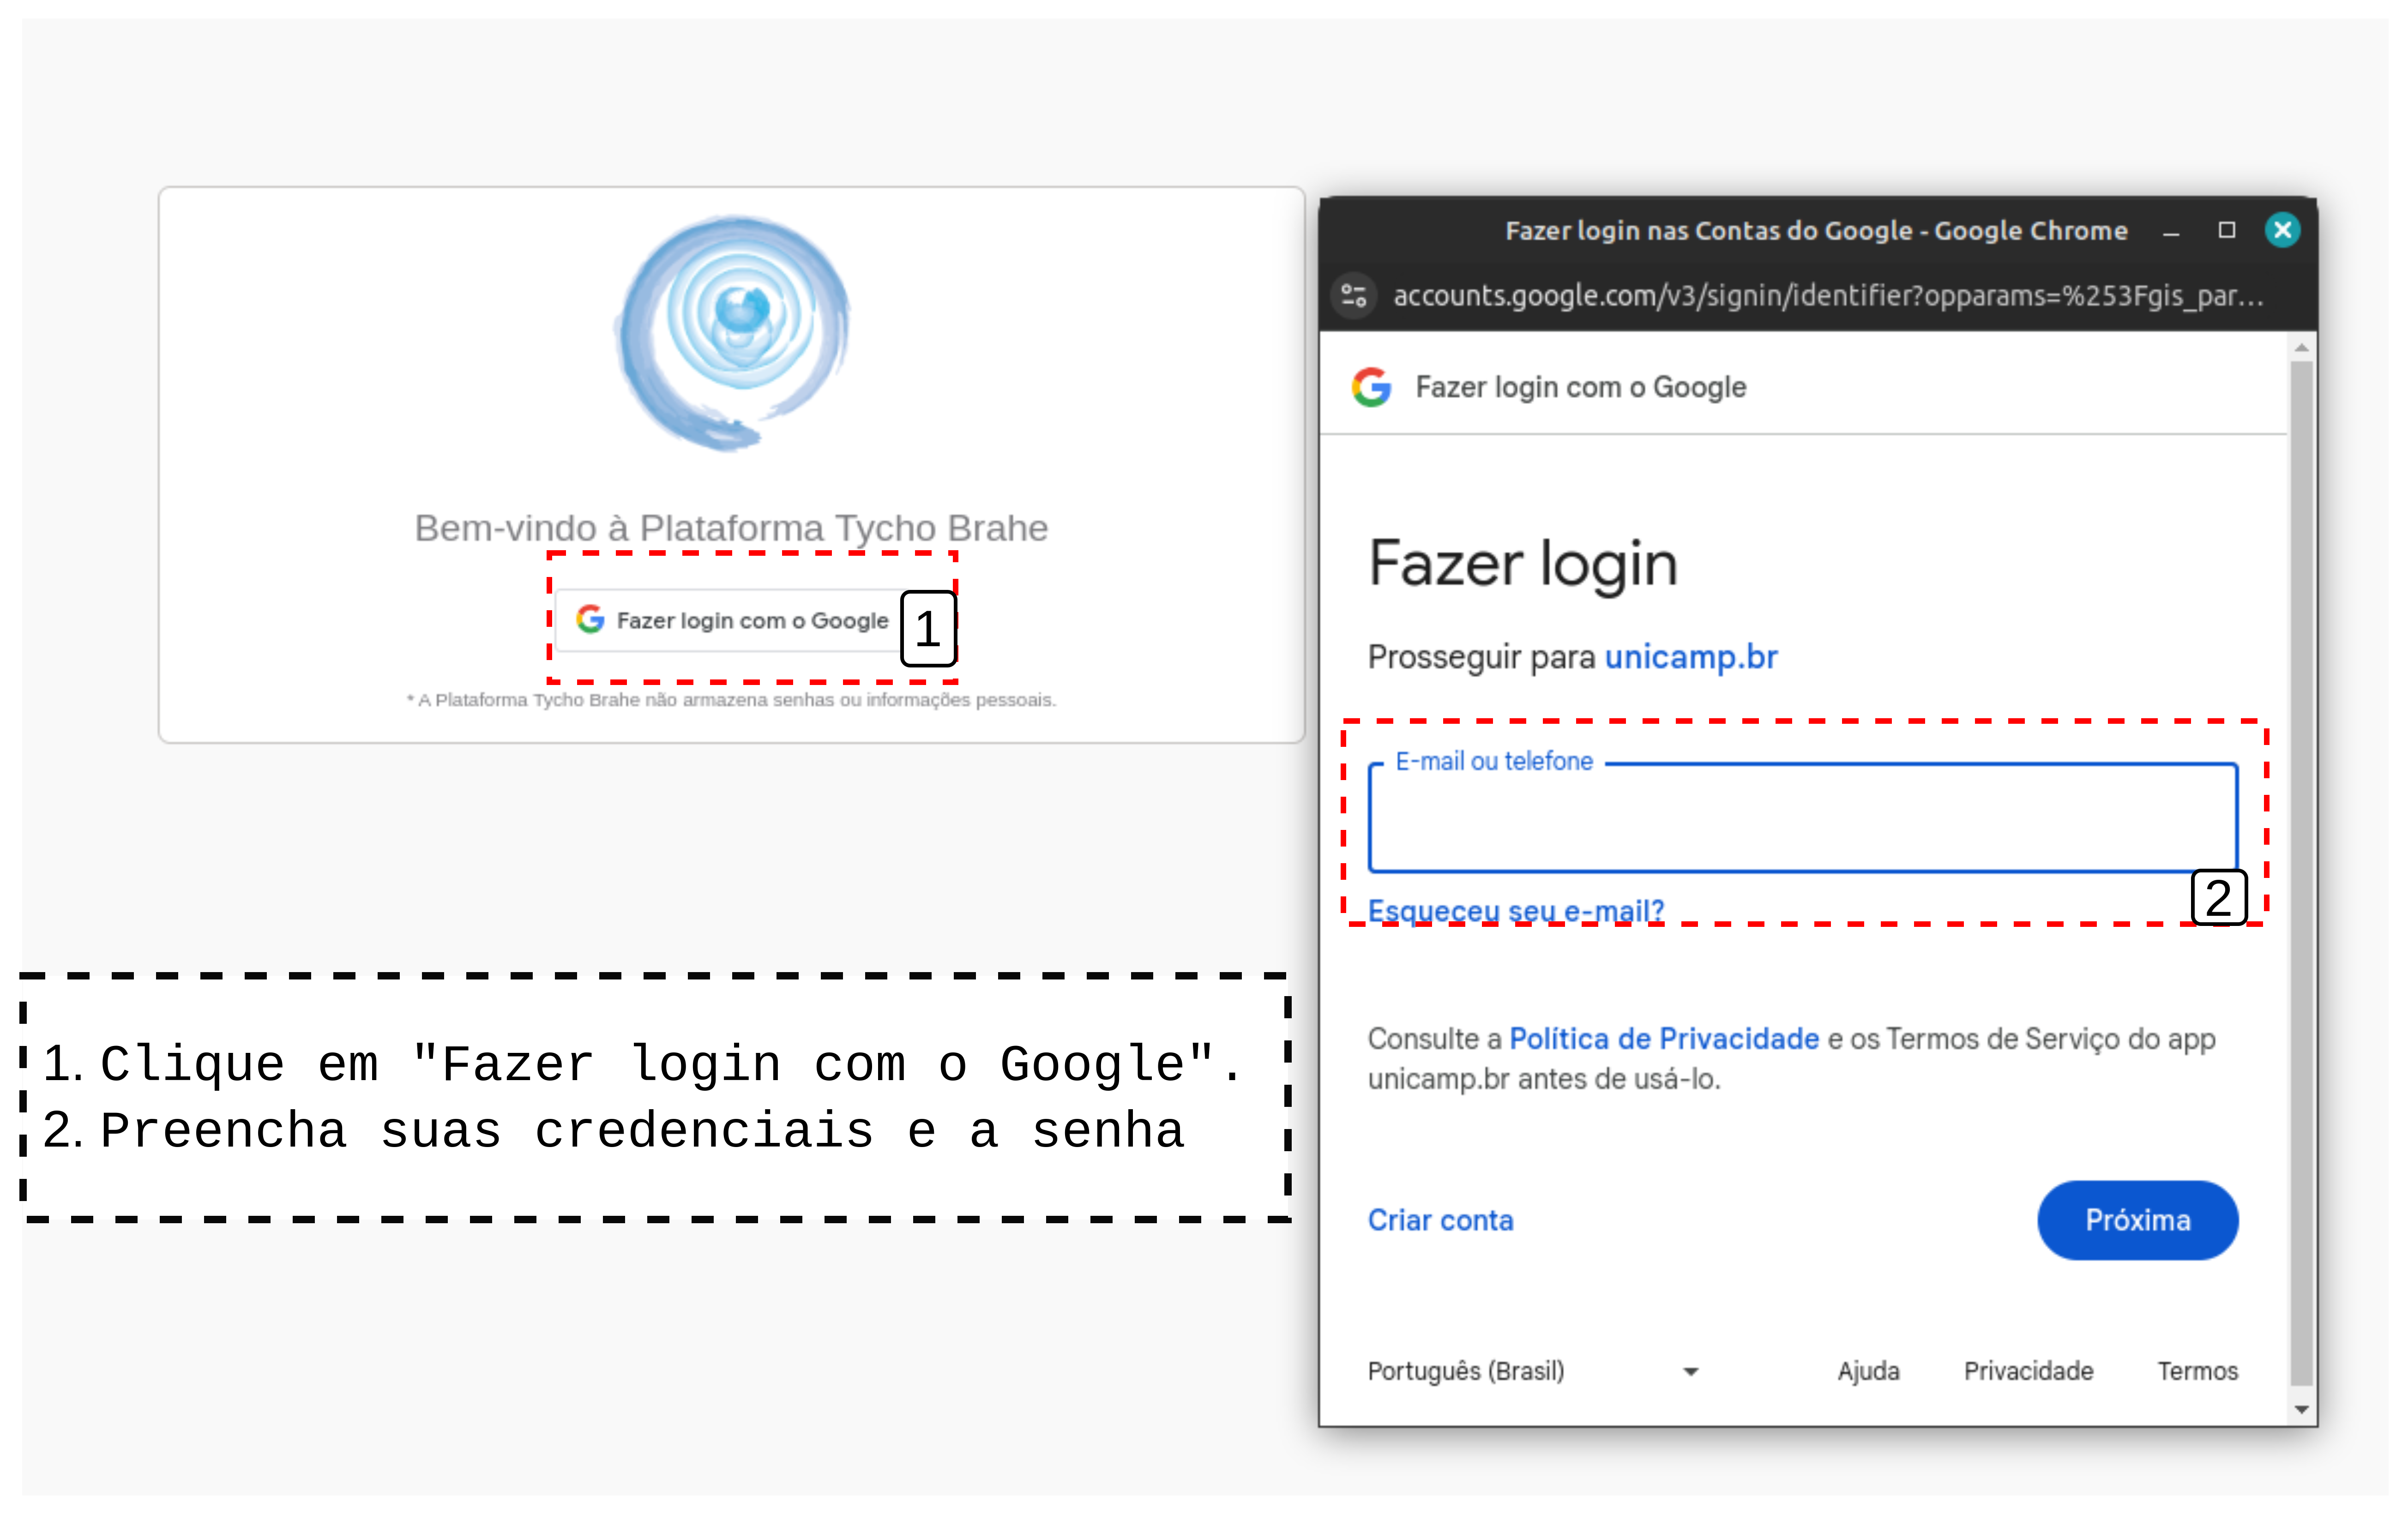 Bem-vindo à Plataforma Tycho Brahe
Fazer login com o Google
1
* A Plataforma Tycho Brahe não armazena senhas ou informações pessoais.
1. Clique em "Fazer login com o Google".
2. Preencha suas credenciais e a senha
Fazer login nas Contas do Google - Google Chrome
accounts.google.com/v3/signin/identifier?opparams=%253Fgis_par...
Fazer login com o Google
Fazer login
Prosseguir para unicamp.br
E-mail ou telefone
2
Esqueceu seu e-mail?
Consulte a Política de Privacidade e os Termos de Serviço do app
unicamp.br antes de usá-lo.
Criar conta
Próxima
Português (Brasil)
Ajuda
Privacidade
Termos